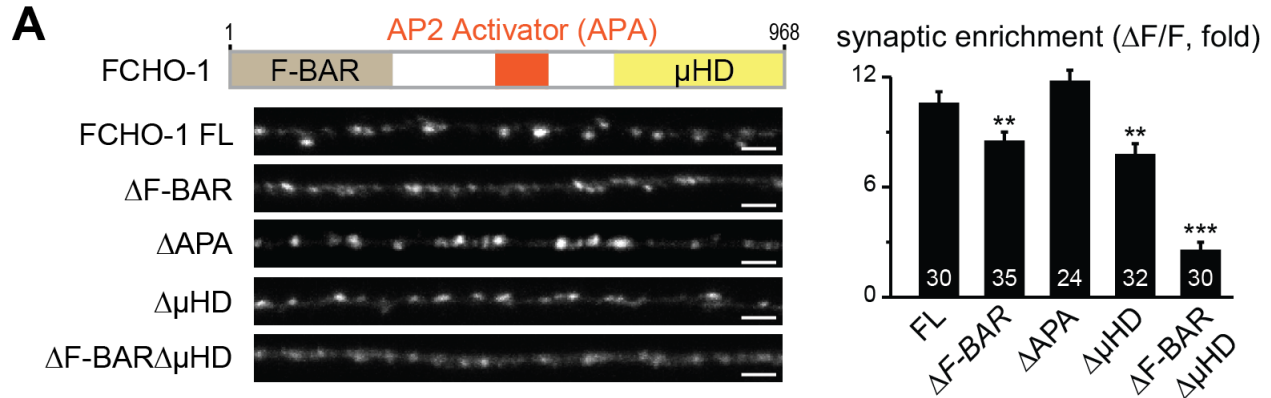 A
1
AP2 Activator (APA)
968
FCHO-1
F-BAR
µHD
FCHO-1 FL
ΔF-BAR
ΔAPA
ΔµHD
ΔF-BARΔµHD
synaptic enrichment (ΔF/F, fold)
12
6
0
**
**
***
30
35
24
32
30
FL
ΔF-BAR
ΔAPA
ΔµHD
ΔF-BAR
ΔµHD